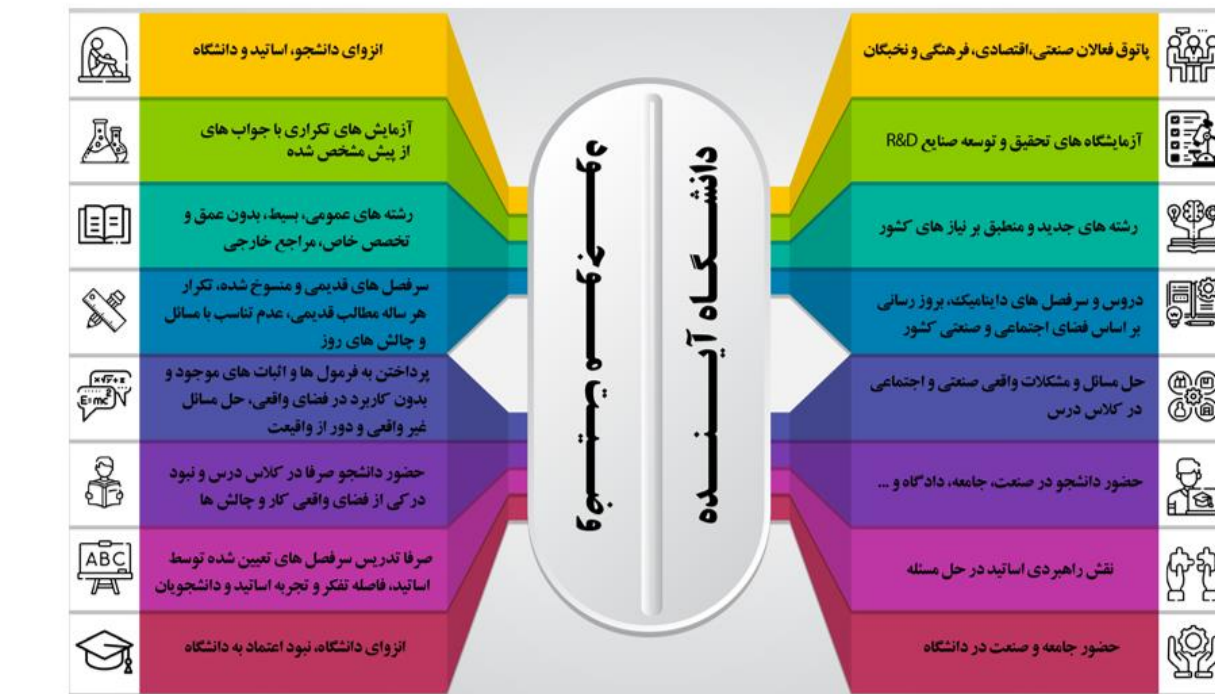 پاتوق فعالان صنعتی،اقتصادی، فرهنگی و نخبگان
آزمایشگاه های تحقیق و توسعه صنایع R&D
رشته های جدید و منطبق بر نیاز های کشور
دروس و سرفصل های داینامیک، بروز رسانی
بر اساس فضای اجتماعی و صنعتی کشور
حل مسائل و مشکلات واقعی صنعتی و اجتماعی
در کلاس درس
حضور دانشجو در صنعت، جامعه، دادگاه و ...
نقش راهبردی اساتید در حل مسئله
حضور جامعه و صنعت در دانشگاه
دانشگاه آینده
وضعیت موجود
انزوای دانشجو، اساتید و دانشگاه
آزمایش های تکراری با جواب های
از پیش مشخص شده
رشته های عمومی، بسیط، بدون عمق و
تخصص خاص، مراجع خارجی
سرفصل های قدیمی و منسوخ شده، تکرار
هر ساله مطالب قدیمی، عدم تناسب با مسائل
و چالش های روز
پرداختن به فرمول ها و اثبات های موجود و
بدون کاربرد در فضای واقعی، حل مسائل
غیر واقعی و دور از واقیعت
حضور دانشجو صرفا در کلاس درس و نبود
درکی از فضای واقعی کار و چالش ها
صرفا تدریس سرفصل های تعیین شده توسط
اساتید، فاصله تفکر و تجربه اساتید و دانشجویان
انزوای دانشگاه، نبود اعتماد به دانشگاه
E=mc²
ABC